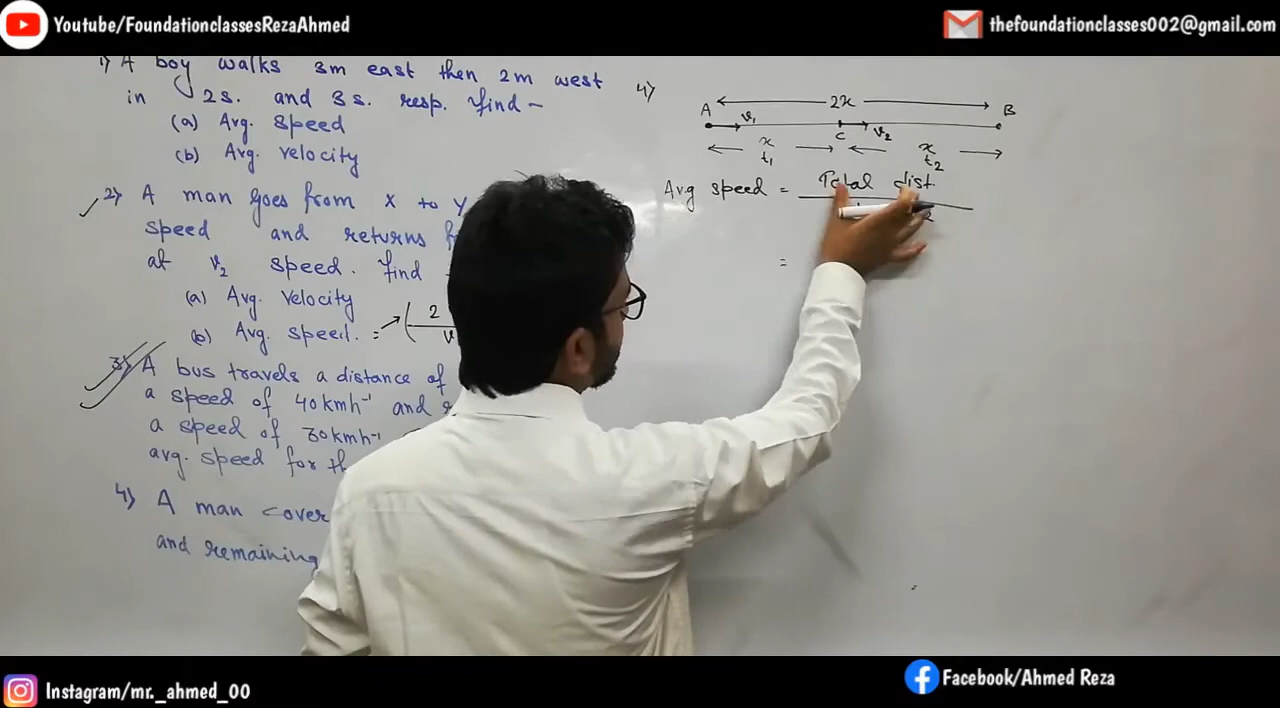 Youtube/FoundationclassesRezaAhmed
thefoundationclasses002@gmail.com
1) A boy walks 3m east then 2m west
in 2s. and 3s. resp. find -
(a) Avg. speed
(b) Avg. velocity
2) A man goes from x to y
speed and returns
at v₂ speed. find
(a) Avg. velocity
(b) Avg. speed. =
3) A bus travels a distance of
a speed of 40kmh⁻¹ and
a speed of 30kmh⁻¹
avg. speed for th
4) A man cover
and remaining
4)
2x
A v₁ C v₂ B
x x
t₁ t₂
Avg speed = Total dist.
=
Instagram/mr._ahmed_00
Facebook/Ahmed Reza